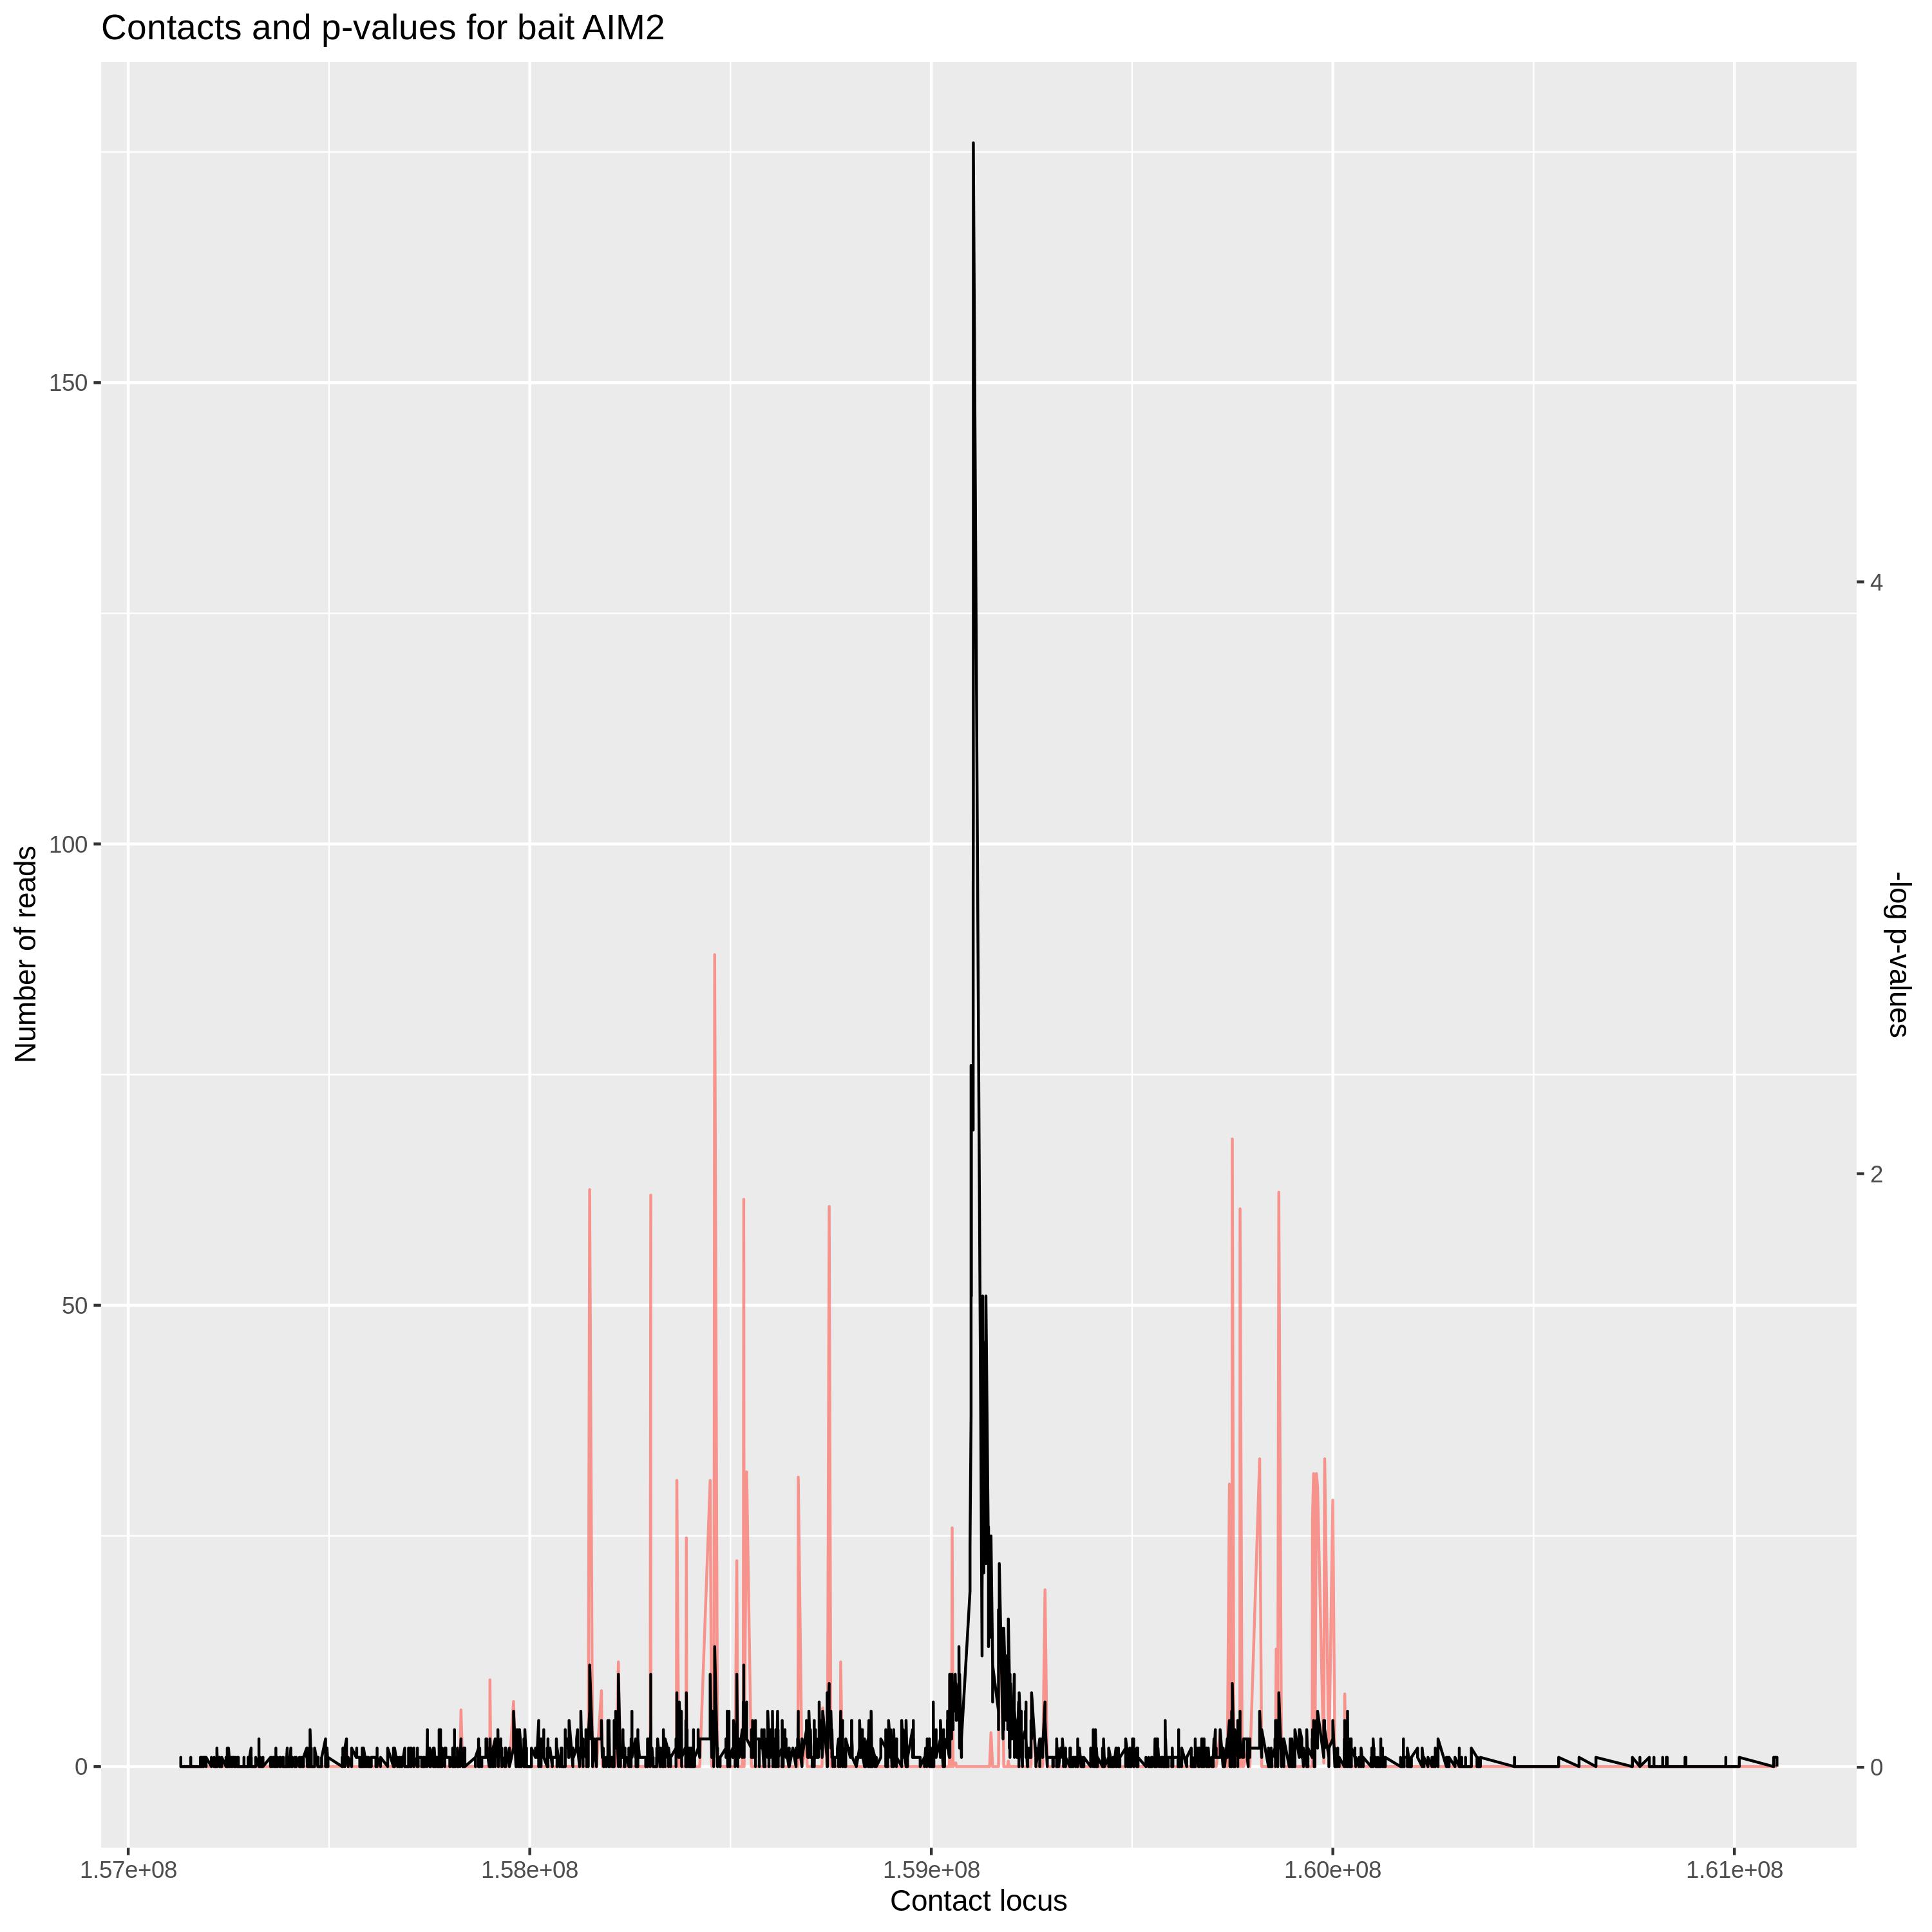 Contacts and p-values for bait AIM2
150
100
50
0
4
2
0
Number of reads
-log p-values
1.57e+08 1.58e+08 1.59e+08 1.60e+08 1.61e+08
Contact locus